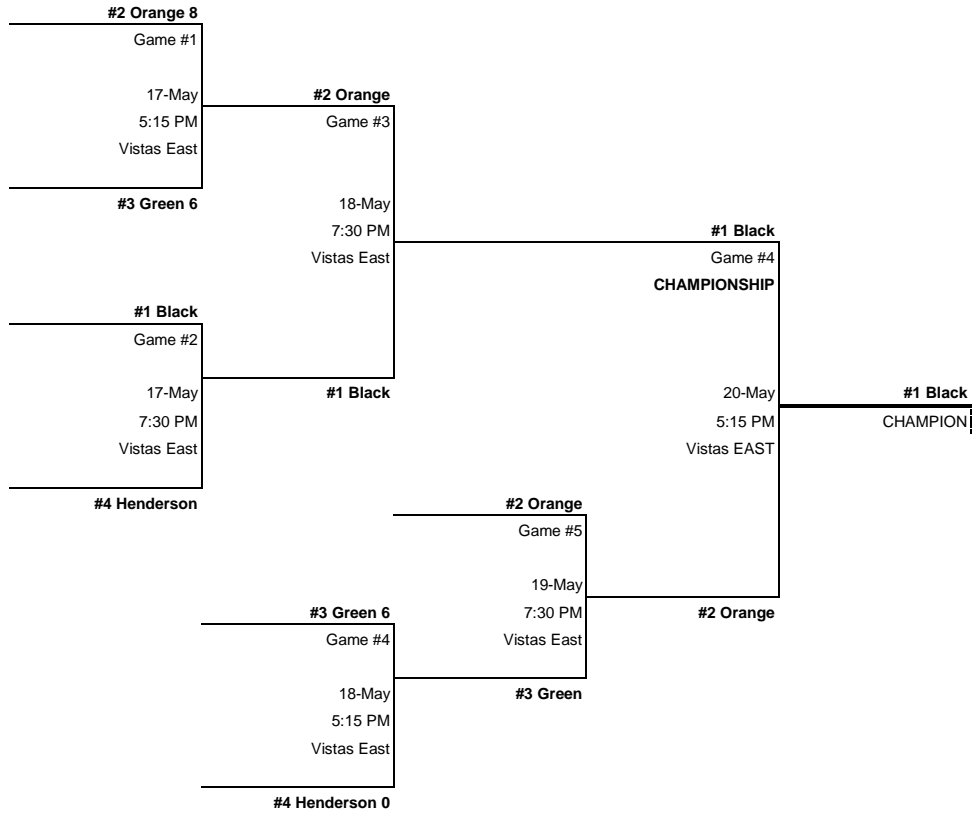 #2 Orange 8
Game #1
17-May
5:15 PM
Vistas East
#3 Green 6
#1 Black
Game #2
17-May
7:30 PM
Vistas East
#4 Henderson
#2 Orange
Game #3
18-May
7:30 PM
Vistas East
#1 Black
#3 Green 6
Game #4
18-May
5:15 PM
Vistas East
#4 Henderson 0
#2 Orange
Game #5
19-May
7:30 PM
Vistas East
#3 Green
#1 Black
Game #4
CHAMPIONSHIP
20-May
5:15 PM
Vistas EAST
#2 Orange
#1 Black
CHAMPION